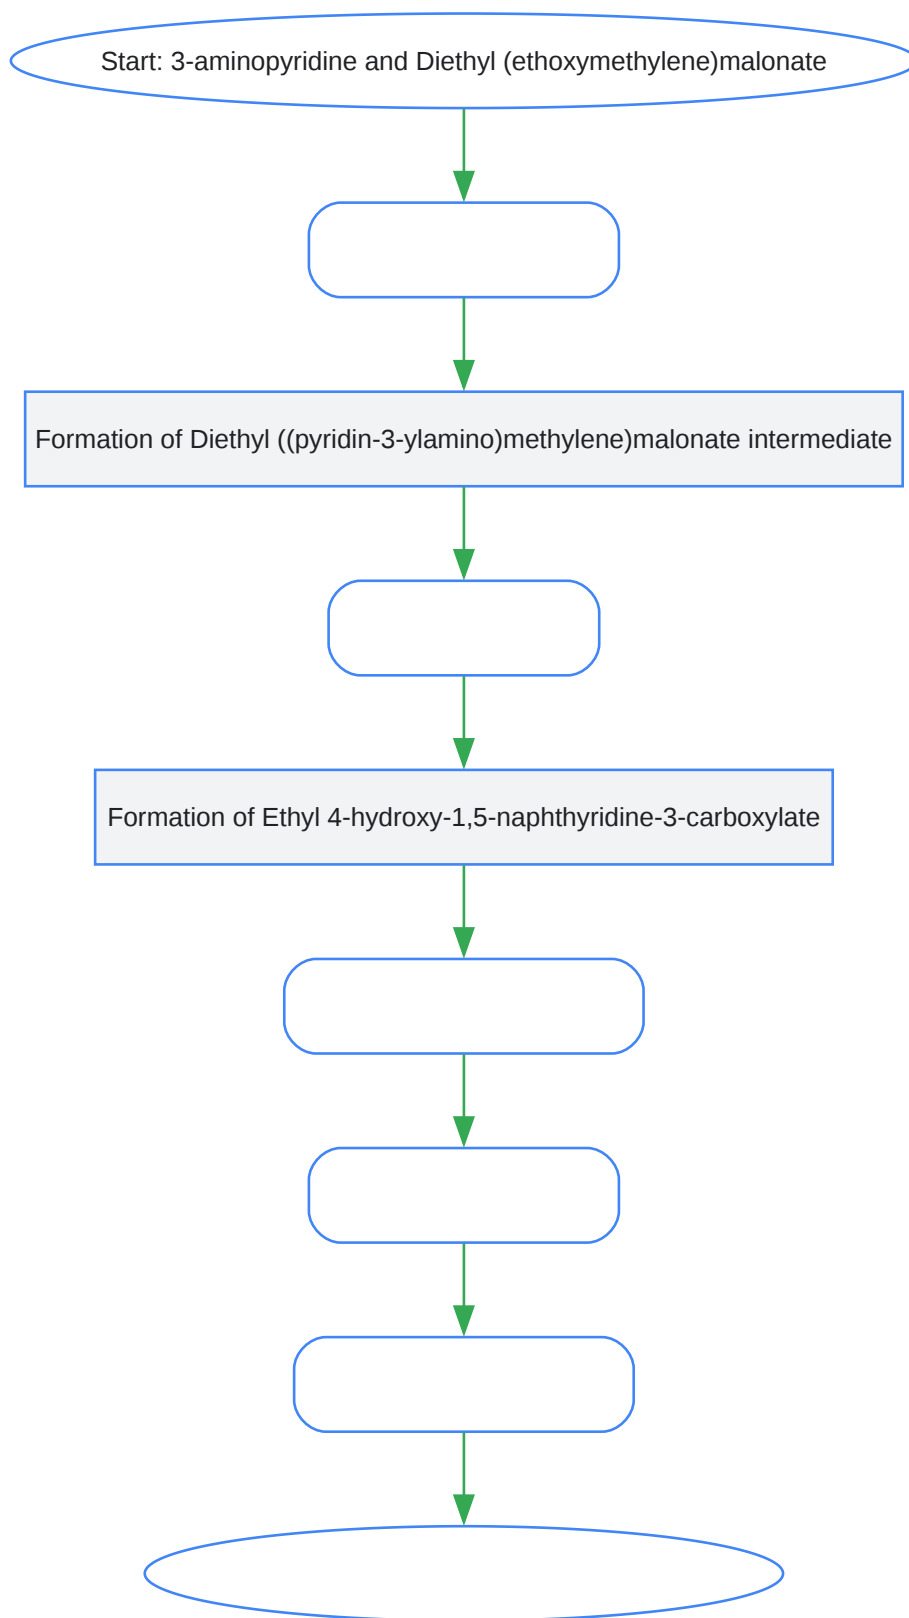 Start: 3-aminopyridine and Diethyl (ethoxymethylene)malonate
Formation of Diethyl ((pyridin-3-ylamino)methylene)malonate intermediate
Formation of Ethyl 4-hydroxy-1,5-naphthyridine-3-carboxylate